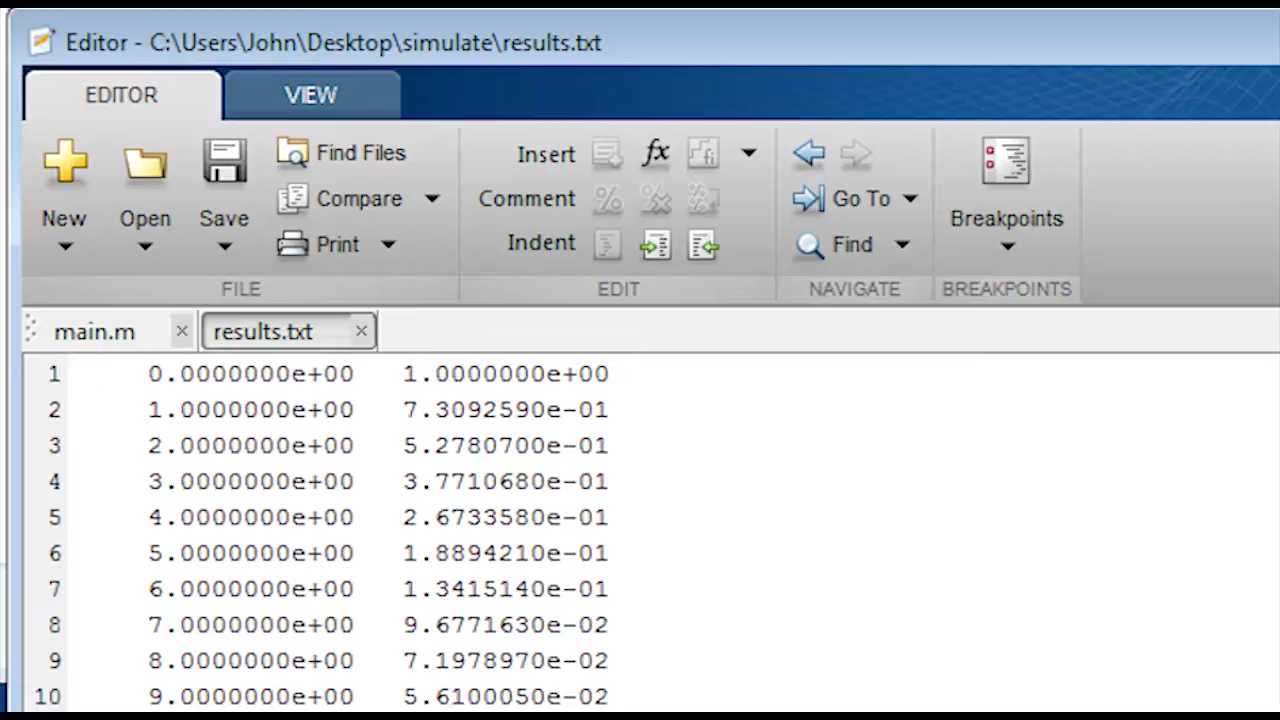 Editor - C:\Users\John\Desktop\simulate\results.txt
EDITOR VIEW
New Open Save Find Files Compare Print
Insert fx fi
Comment % % %
Indent
Go To Find
Breakpoints
FILE EDIT NAVIGATE BREAKPOINTS
main.m × results.txt ×
1 0.0000000e+00 1.0000000e+00
2 1.0000000e+00 7.3092590e-01
3 2.0000000e+00 5.2780700e-01
4 3.0000000e+00 3.7710680e-01
5 4.0000000e+00 2.6733580e-01
6 5.0000000e+00 1.8894210e-01
7 6.0000000e+00 1.3415140e-01
8 7.0000000e+00 9.6771630e-02
9 8.0000000e+00 7.1978970e-02
10 9.0000000e+00 5.6100050e-02